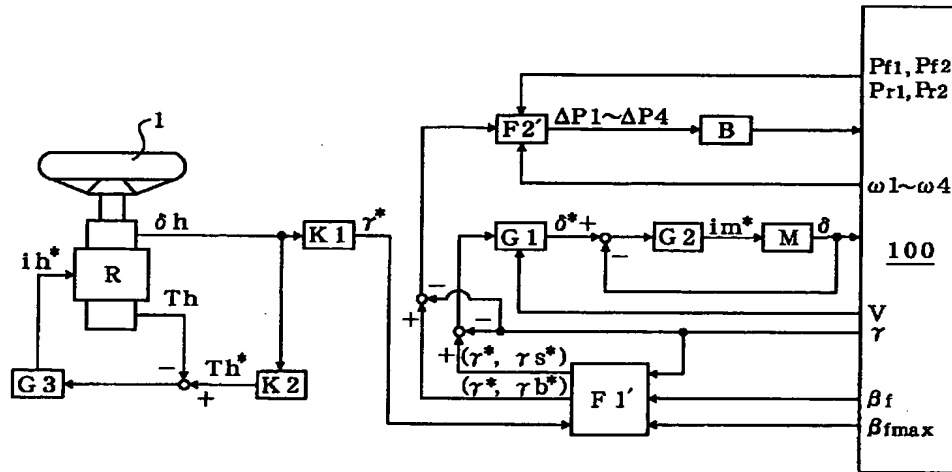 1
δh
K1
γ*
ih*
R
Th
G3
−
+
Th*
K2
Pf1, Pf2
Pr1, Pr2
F2′
ΔP1~ΔP4
B
ω1~ω4
G1
δ*
+
−
G2
im*
M
δ
100
−
+
−
+
V
γ
(γ*, γs*)
(γ*, γb*)
F1′
βf
βfmax